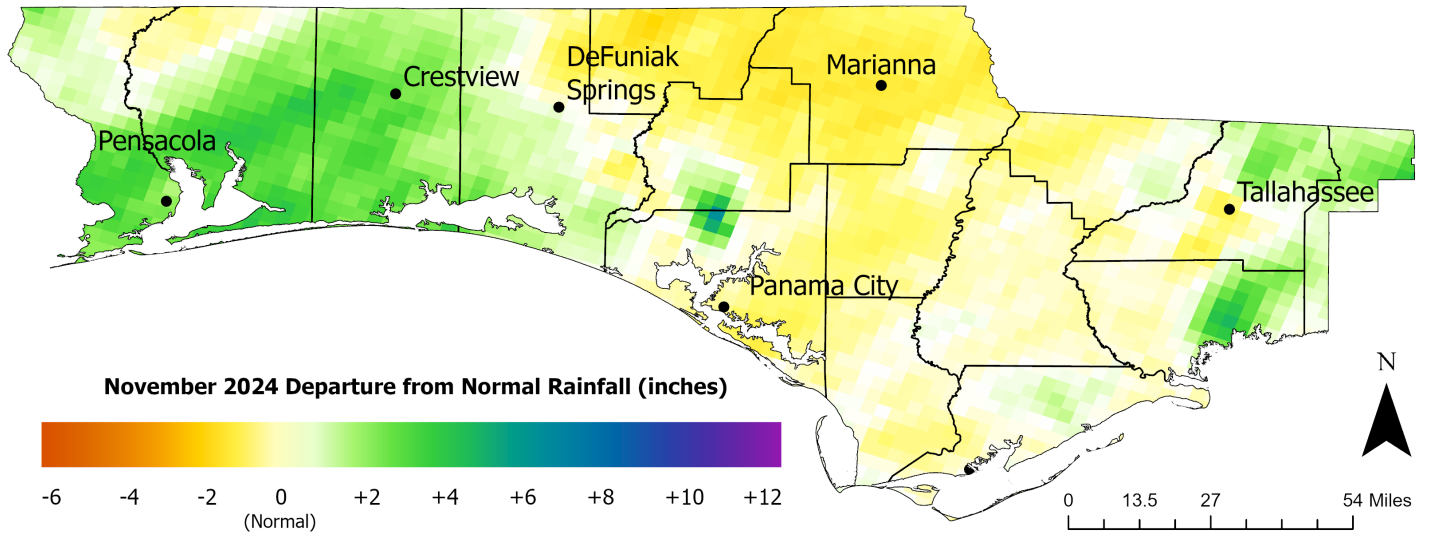 DeFuniak
Springs
Crestview
Marianna
Pensacola
Tallahassee
Panama City
N
November 2024 Departure from Normal Rainfall (inches)
-6 -4 -2 0 +2 +4 +6 +8 +10 +12
(Normal)
0 13.5 27 54 Miles